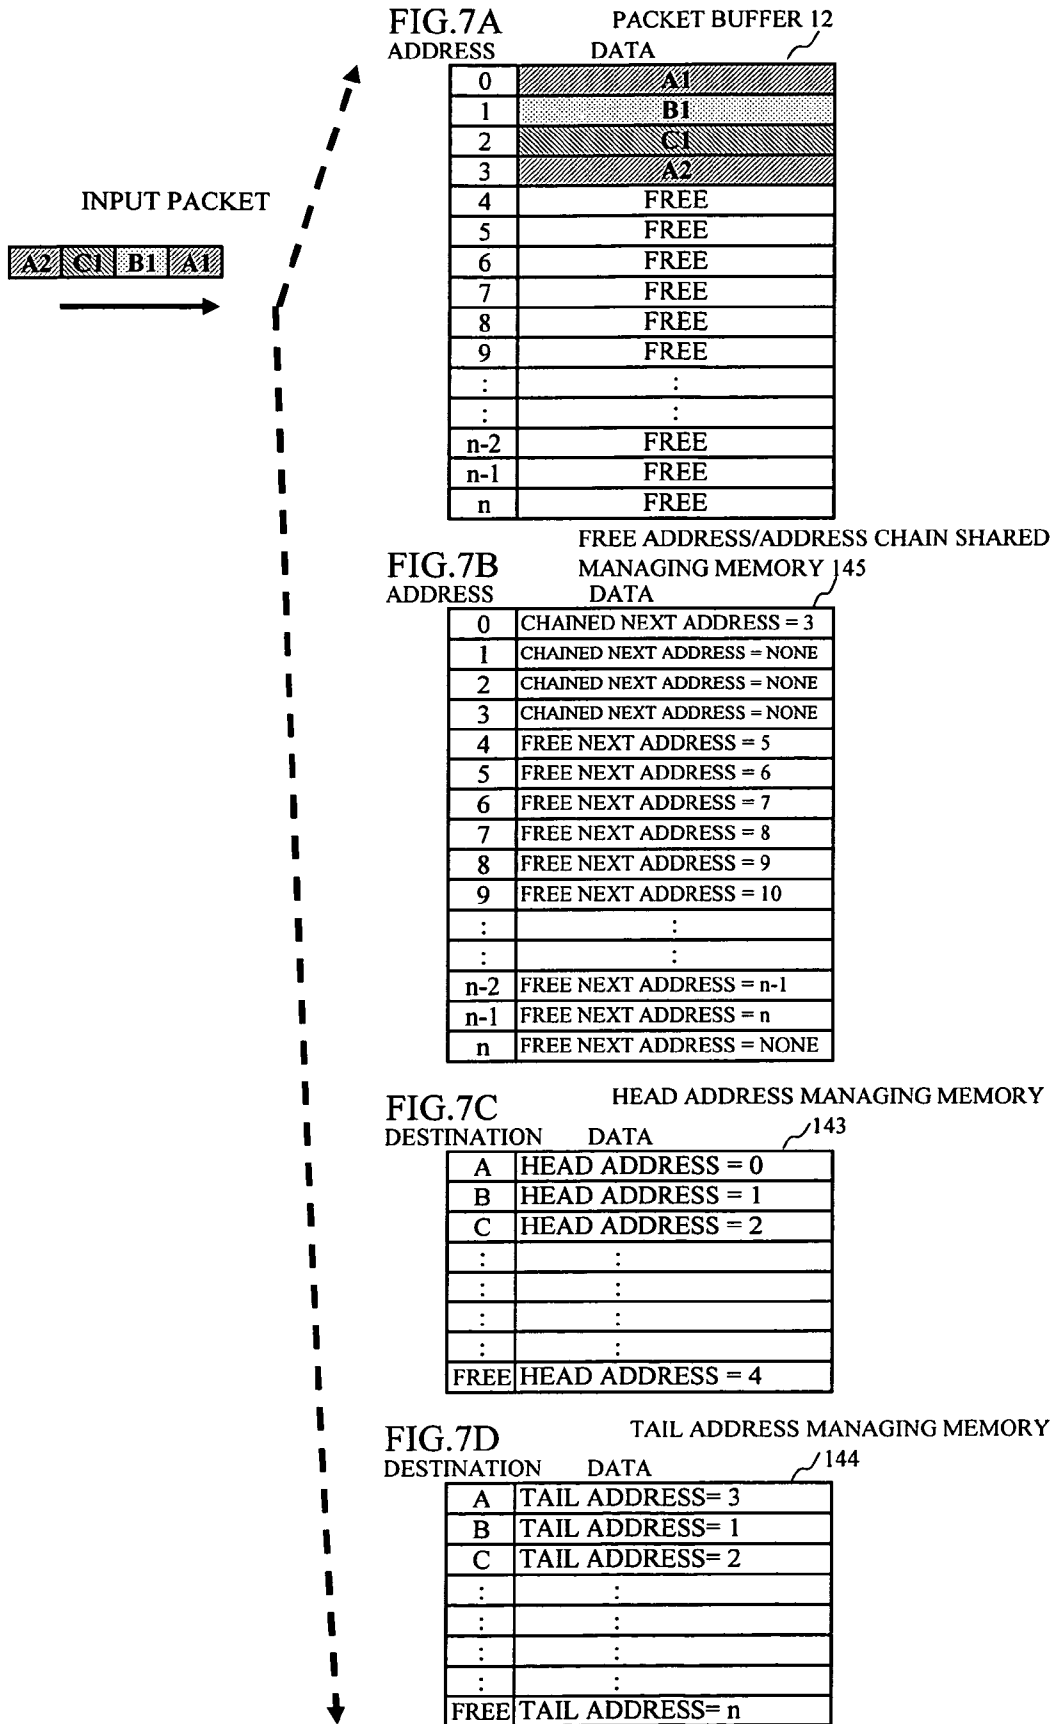 FIG.7A
PACKET BUFFER 12
ADDRESS DATA
0 A1
1 B1
2 C1
3 A2
4 FREE
5 FREE
6 FREE
7 FREE
8 FREE
9 FREE
: :
: :
n-2 FREE
n-1 FREE
n FREE
INPUT PACKET
A2 C1 B1 A1
FIG.7B
FREE ADDRESS/ADDRESS CHAIN SHARED
MANAGING MEMORY 145
ADDRESS DATA
0 CHAINED NEXT ADDRESS = 3
1 CHAINED NEXT ADDRESS = NONE
2 CHAINED NEXT ADDRESS = NONE
3 CHAINED NEXT ADDRESS = NONE
4 FREE NEXT ADDRESS = 5
5 FREE NEXT ADDRESS = 6
6 FREE NEXT ADDRESS = 7
7 FREE NEXT ADDRESS = 8
8 FREE NEXT ADDRESS = 9
9 FREE NEXT ADDRESS = 10
: :
: :
n-2 FREE NEXT ADDRESS = n-1
n-1 FREE NEXT ADDRESS = n
n FREE NEXT ADDRESS = NONE
FIG.7C
HEAD ADDRESS MANAGING MEMORY
143
DESTINATION DATA
A HEAD ADDRESS = 0
B HEAD ADDRESS = 1
C HEAD ADDRESS = 2
: :
: :
: :
: :
FREE HEAD ADDRESS = 4
FIG.7D
TAIL ADDRESS MANAGING MEMORY
144
DESTINATION DATA
A TAIL ADDRESS= 3
B TAIL ADDRESS= 1
C TAIL ADDRESS= 2
: :
: :
: :
: :
FREE TAIL ADDRESS= n